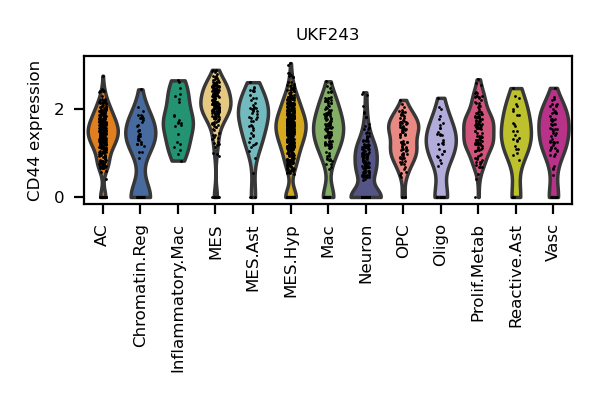 UKF243
CD44 expression
2
0
AC
Chromatin.Reg
Inflammatory.Mac
MES
MES.Ast
MES.Hyp
Mac
Neuron
OPC
Oligo
Prolif.Metab
Reactive.Ast
Vasc